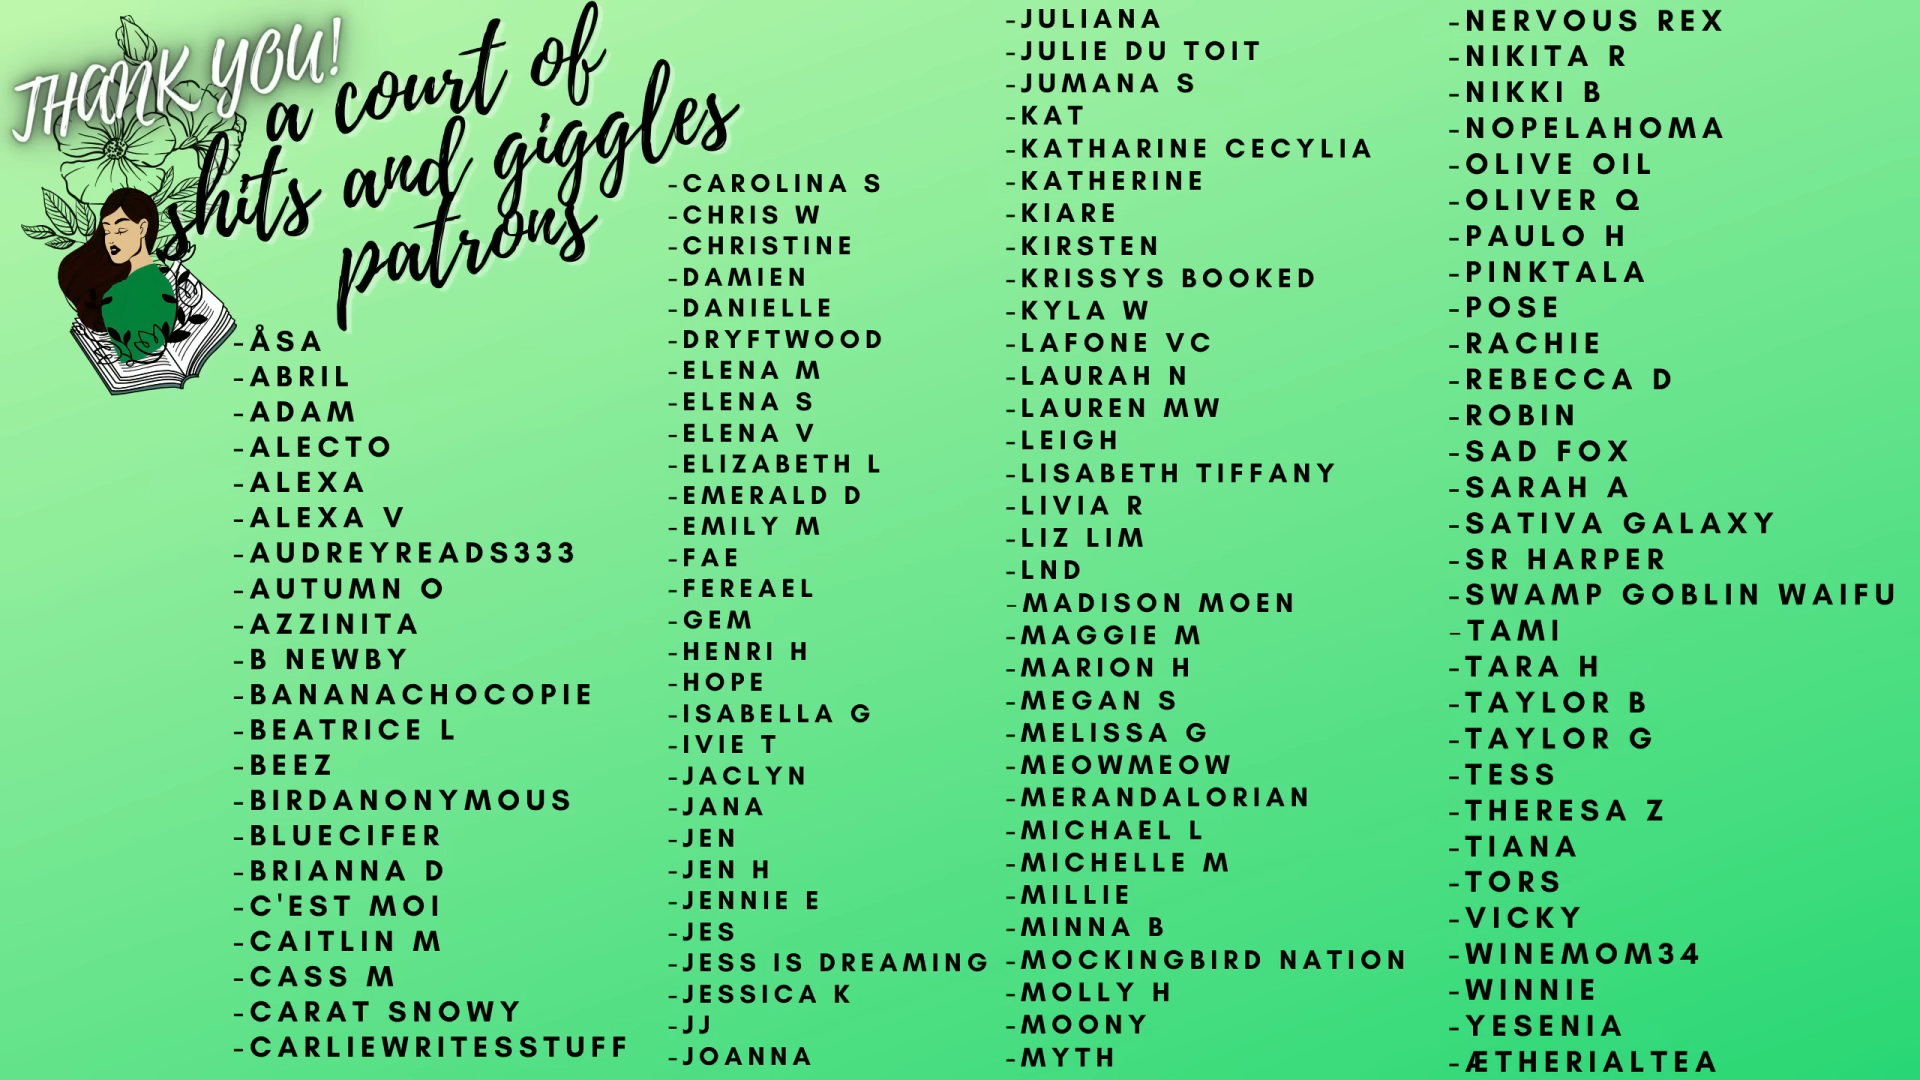 THANK YOU!
a court of
shits and giggles
patrons
-ÅSA
-ABRIL
-ADAM
-ALECTO
-ALEXA
-ALEXA V
-AUDREYREADS333
-AUTUMN O
-AZZINITA
-B NEWBY
-BANANACHOCOPIE
-BEATRICE L
-BEEZ
-BIRDANONYMOUS
-BLUECIFER
-BRIANNA D
-C'EST MOI
-CAITLIN M
-CASS M
-CARAT SNOWY
-CARLIEWRITESSTUFF
-CAROLINA S
-CHRIS W
-CHRISTINE
-DAMIEN
-DANIELLE
-DRYFTWOOD
-ELENA M
-ELENA S
-ELENA V
-ELIZABETH L
-EMERALD D
-EMILY M
-FAE
-FEREAEL
-GEM
-HENRI H
-HOPE
-ISABELLA G
-IVIE T
-JACLYN
-JANA
-JEN
-JEN H
-JENNIE E
-JES
-JESS IS DREAMING
-JESSICA K
-JJ
-JOANNA
-JULIANA
-JULIE DU TOIT
-JUMANA S
-KAT
-KATHARINE CECYLIA
-KATHERINE
-KIARE
-KIRSTEN
-KRISSYS BOOKED
-KYLA W
-LAFONE VC
-LAURAH N
-LAUREN MW
-LEIGH
-LISABETH TIFFANY
-LIVIA R
-LIZ LIM
-LND
-MADISON MOEN
-MAGGIE M
-MARION H
-MEGAN S
-MELISSA G
-MEOWMEOW
-MERANDALORIAN
-MICHAEL L
-MICHELLE M
-MILLIE
-MINNA B
-MOCKINGBIRD NATION
-MOLLY H
-MOONY
-MYTH
-NERVOUS REX
-NIKITA R
-NIKKI B
-NOPELAHOMA
-OLIVE OIL
-OLIVER Q
-PAULO H
-PINKTALA
-POSE
-RACHIE
-REBECCA D
-ROBIN
-SAD FOX
-SARAH A
-SATIVA GALAXY
-SR HARPER
-SWAMP GOBLIN WAIFU
-TAMI
-TARA H
-TAYLOR B
-TAYLOR G
-TESS
-THERESA Z
-TIANA
-TORS
-VICKY
-WINEMOM34
-WINNIE
-YESENIA
-ÆTHERIALTEA